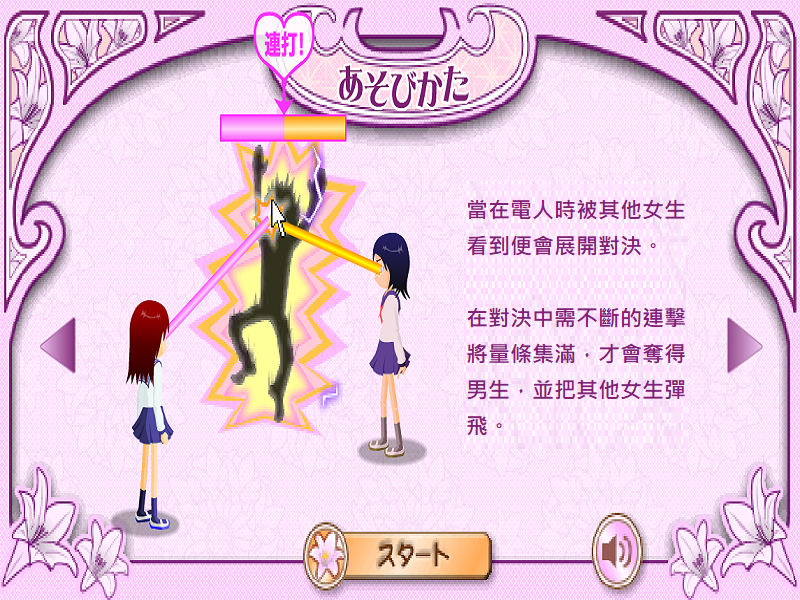 連打!
あそびかた
當在電人時被其他女生
看到便會展開對決。
在對決中需不斷的連擊
將量條集滿，才會奪得
男生，並把其他女生彈
飛。
スタート